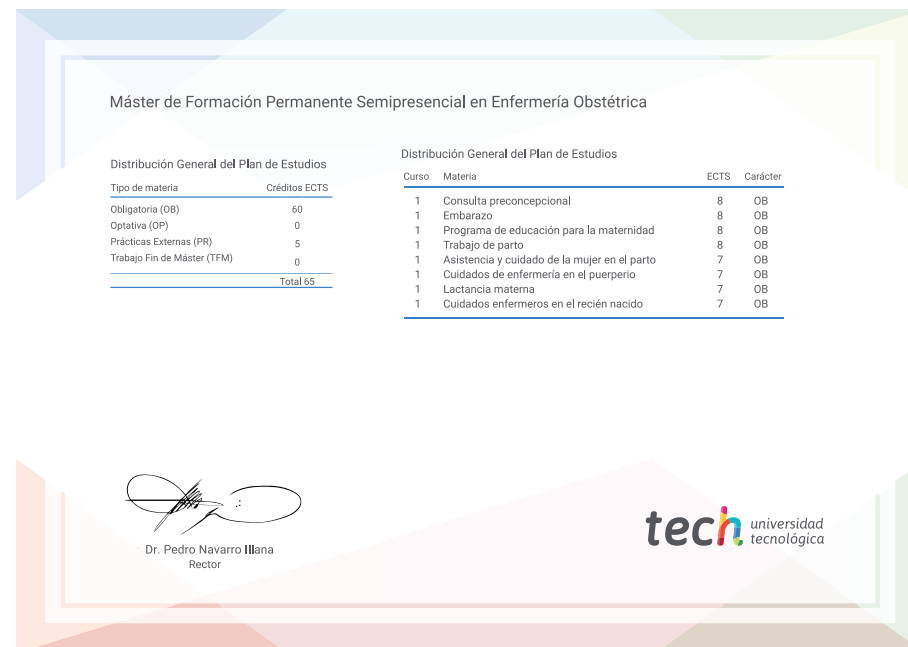 Máster de Formación Permanente Semipresencial en Enfermería Obstétrica
Distribución General del Plan de Estudios
Tipo de materia Créditos ECTS
Obligatoria (OB) 60
Optativa (OP) 0
Prácticas Externas (PR) 5
Trabajo Fin de Máster (TFM) 0
Total 65
Distribución General del Plan de Estudios
Curso Materia ECTS Carácter
1 Consulta preconcepcional 8 OB
1 Embarazo 8 OB
1 Programa de educación para la maternidad 8 OB
1 Trabajo de parto 8 OB
1 Asistencia y cuidado de la mujer en el parto 7 OB
1 Cuidados de enfermería en el puerperio 7 OB
1 Lactancia materna 7 OB
1 Cuidados enfermeros en el recién nacido 7 OB
Dr. Pedro Navarro Illana
Rector
tech universidad
tecnológica